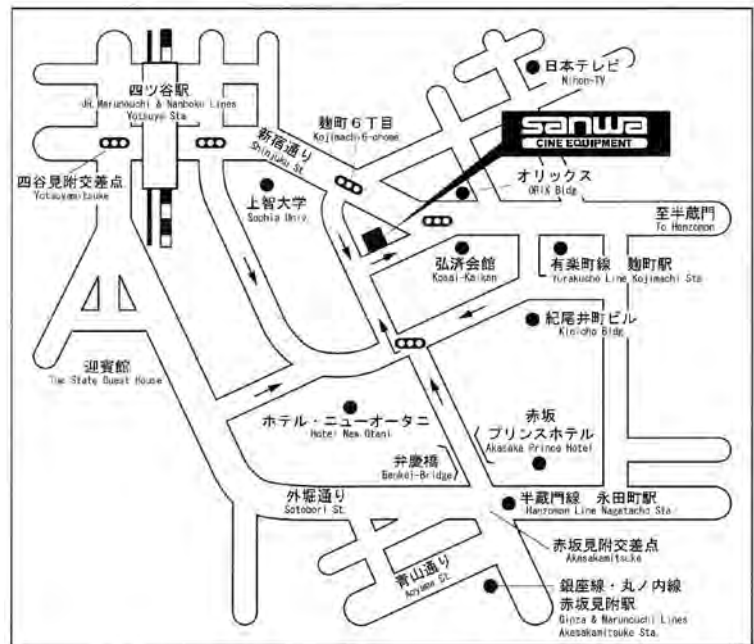 四ツ谷駅
JR. Marunouchi & Nanboku Lines
Yotsuya Sta.
日本テレビ
Nihon-TV
麹町6丁目
Kojimachi-6-chome
sanwa
CINE EQUIPMENT
新宿通り
Shinjuku St.
四谷見附交差点
Yotsuyamitsuke
上智大学
Sophia Univ.
オリックス
ORIX Bldg
至半蔵門
To Hanzomon
弘済会館
Kosai-Kaikan
有楽町線 麹町駅
Yurakucho Line Kojimachi Sta
紀尾井町ビル
Kioicho Bldg
迎賓館
The State Guest House
ホテル・ニューオータニ
Hotel New Otani
赤坂
プリンスホテル
Akasaka Prince Hotel
弁慶橋
Benkei-Bridge
外堀通り
Sotobori St.
半蔵門線 永田町駅
Hanzomon Line Nagatacho Sta
赤坂見附交差点
Akasakamitsuke
青山通り
Aoyama St.
銀座線・丸ノ内線
赤坂見附駅
Ginza & Marunouchi Lines
Akasakamitsuke Sta.